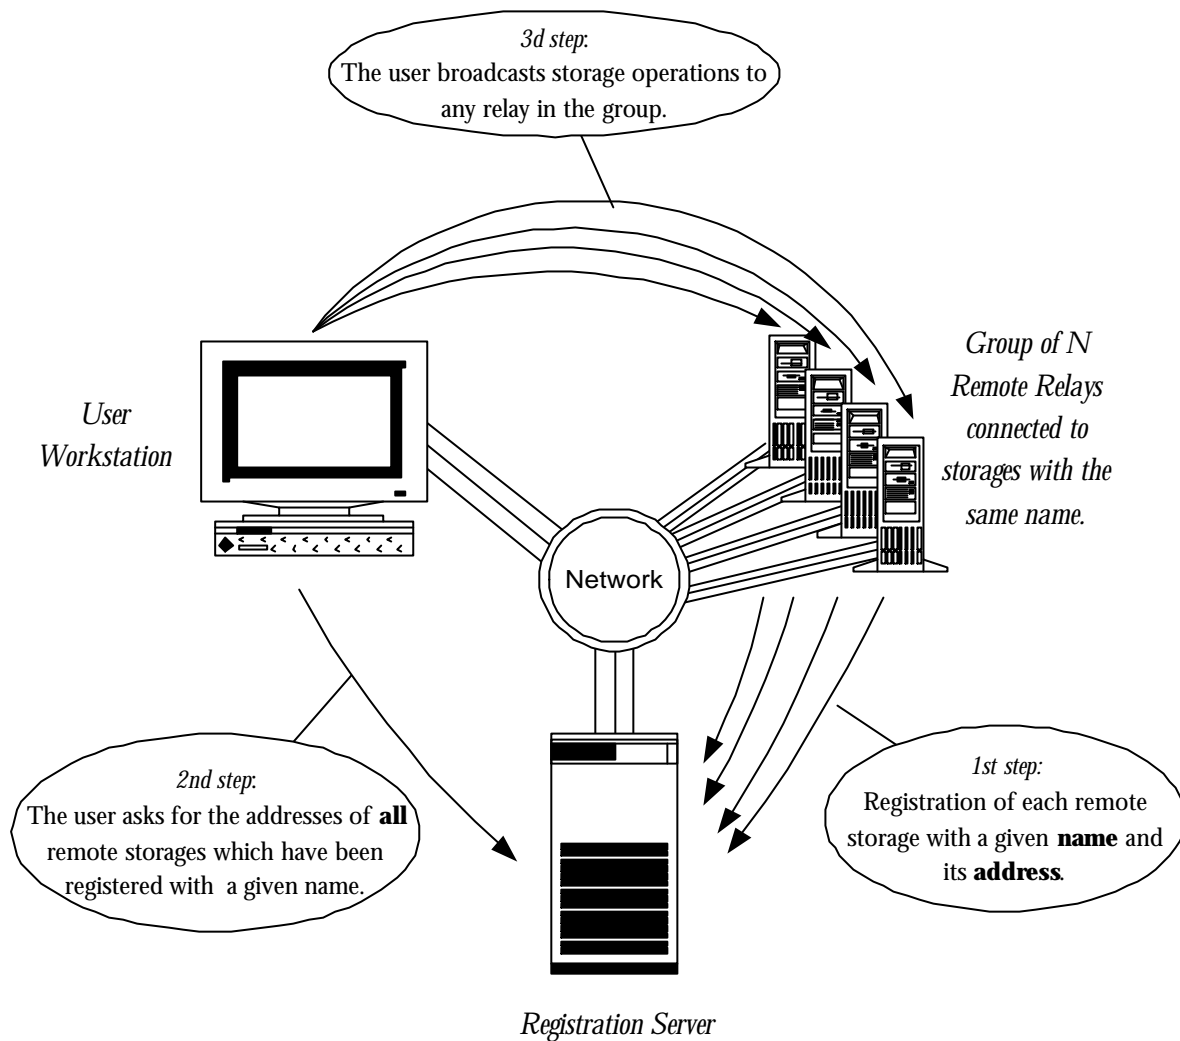 3d step:
The user broadcasts storage operations to
any relay in the group.
User
Workstation
Group of N
Remote Relays
connected to
storages with the
same name.
Network
2nd step:
The user asks for the addresses of all
remote storages which have been
registered with a given name.
1st step:
Registration of each remote
storage with a given name and
its address.
Registration Server